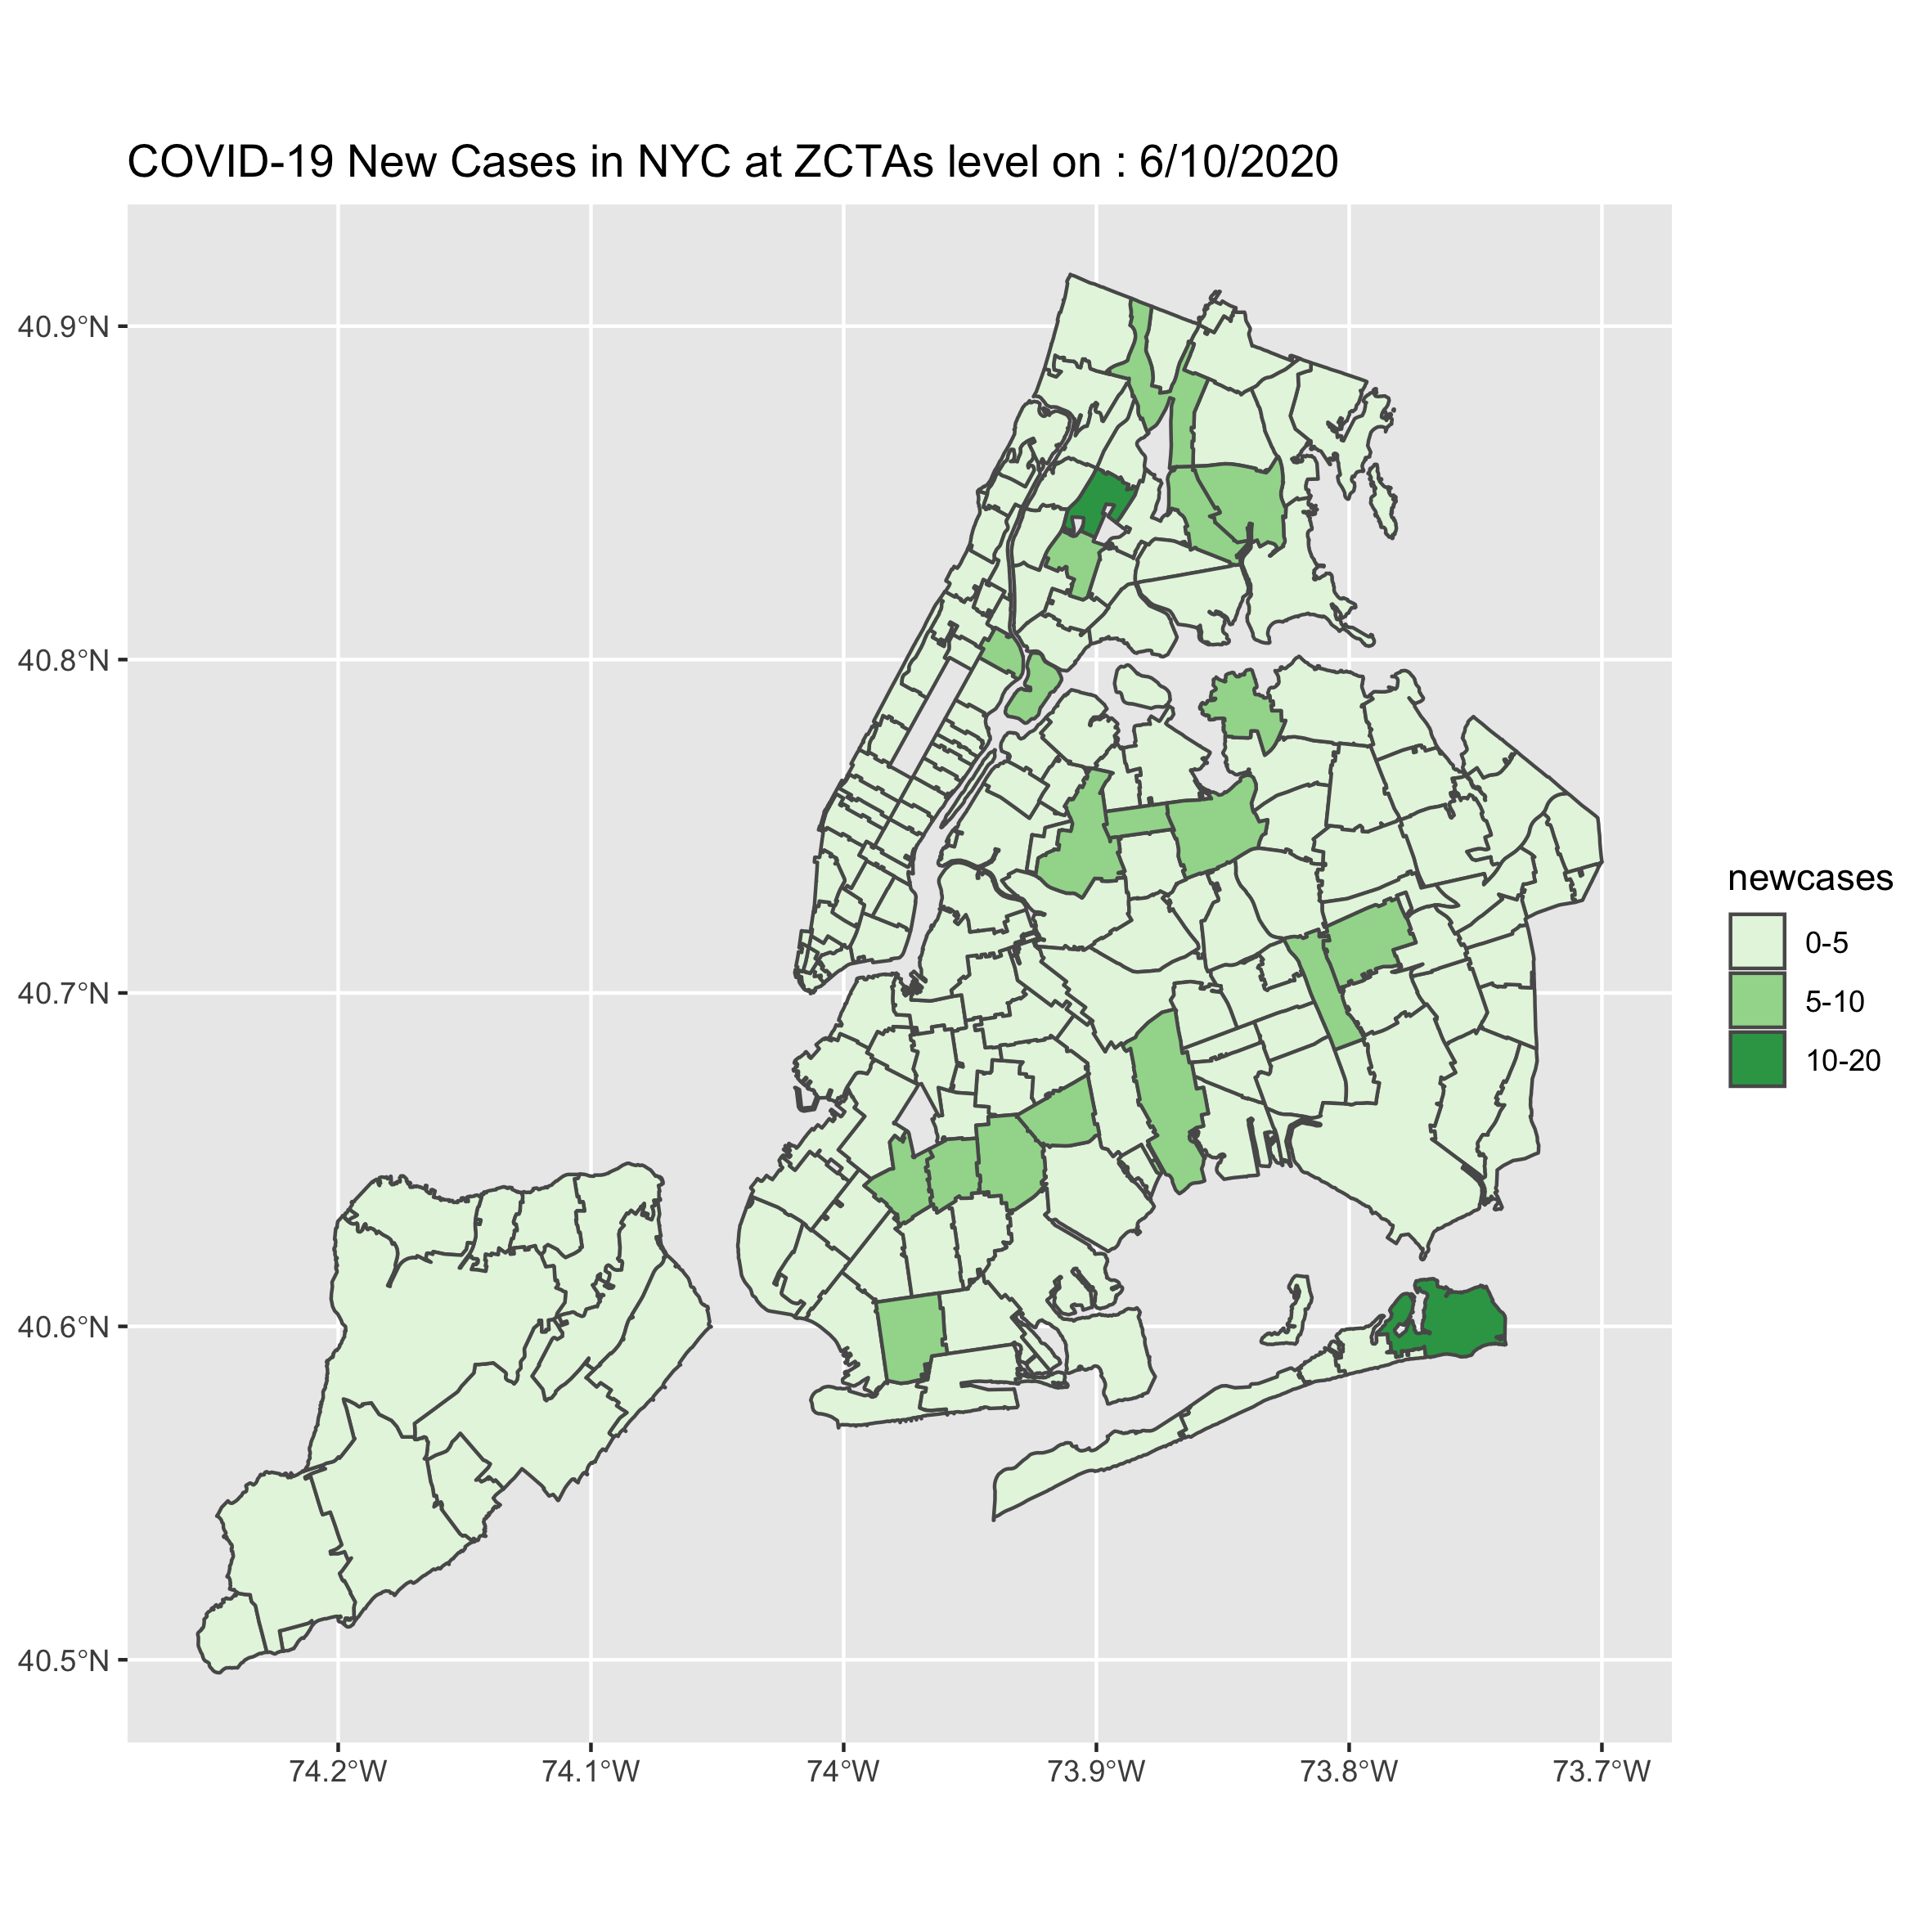 COVID-19 New Cases in NYC at ZCTAs level on : 6/10/2020
40.9°N
40.8°N
40.7°N
40.6°N
40.5°N
74.2°W 74.1°W 74°W 73.9°W 73.8°W 73.7°W
newcases
0-5
5-10
10-20